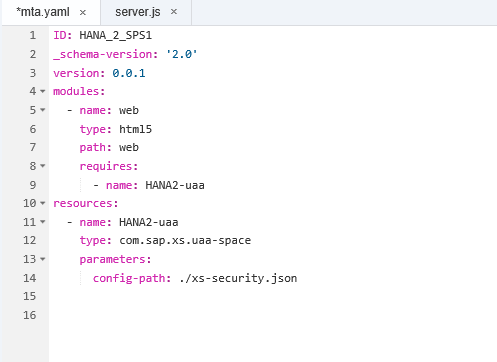 *mta.yaml × server.js ×
1 ID: HANA_2_SPS1
2 _schema-version: '2.0'
3 version: 0.0.1
4 modules:
5 - name: web
6 type: html5
7 path: web
8 requires:
9 - name: HANA2-uaa
10 resources:
11 - name: HANA2-uaa
12 type: com.sap.xs.uaa-space
13 parameters:
14 config-path: ./xs-security.json
15
16